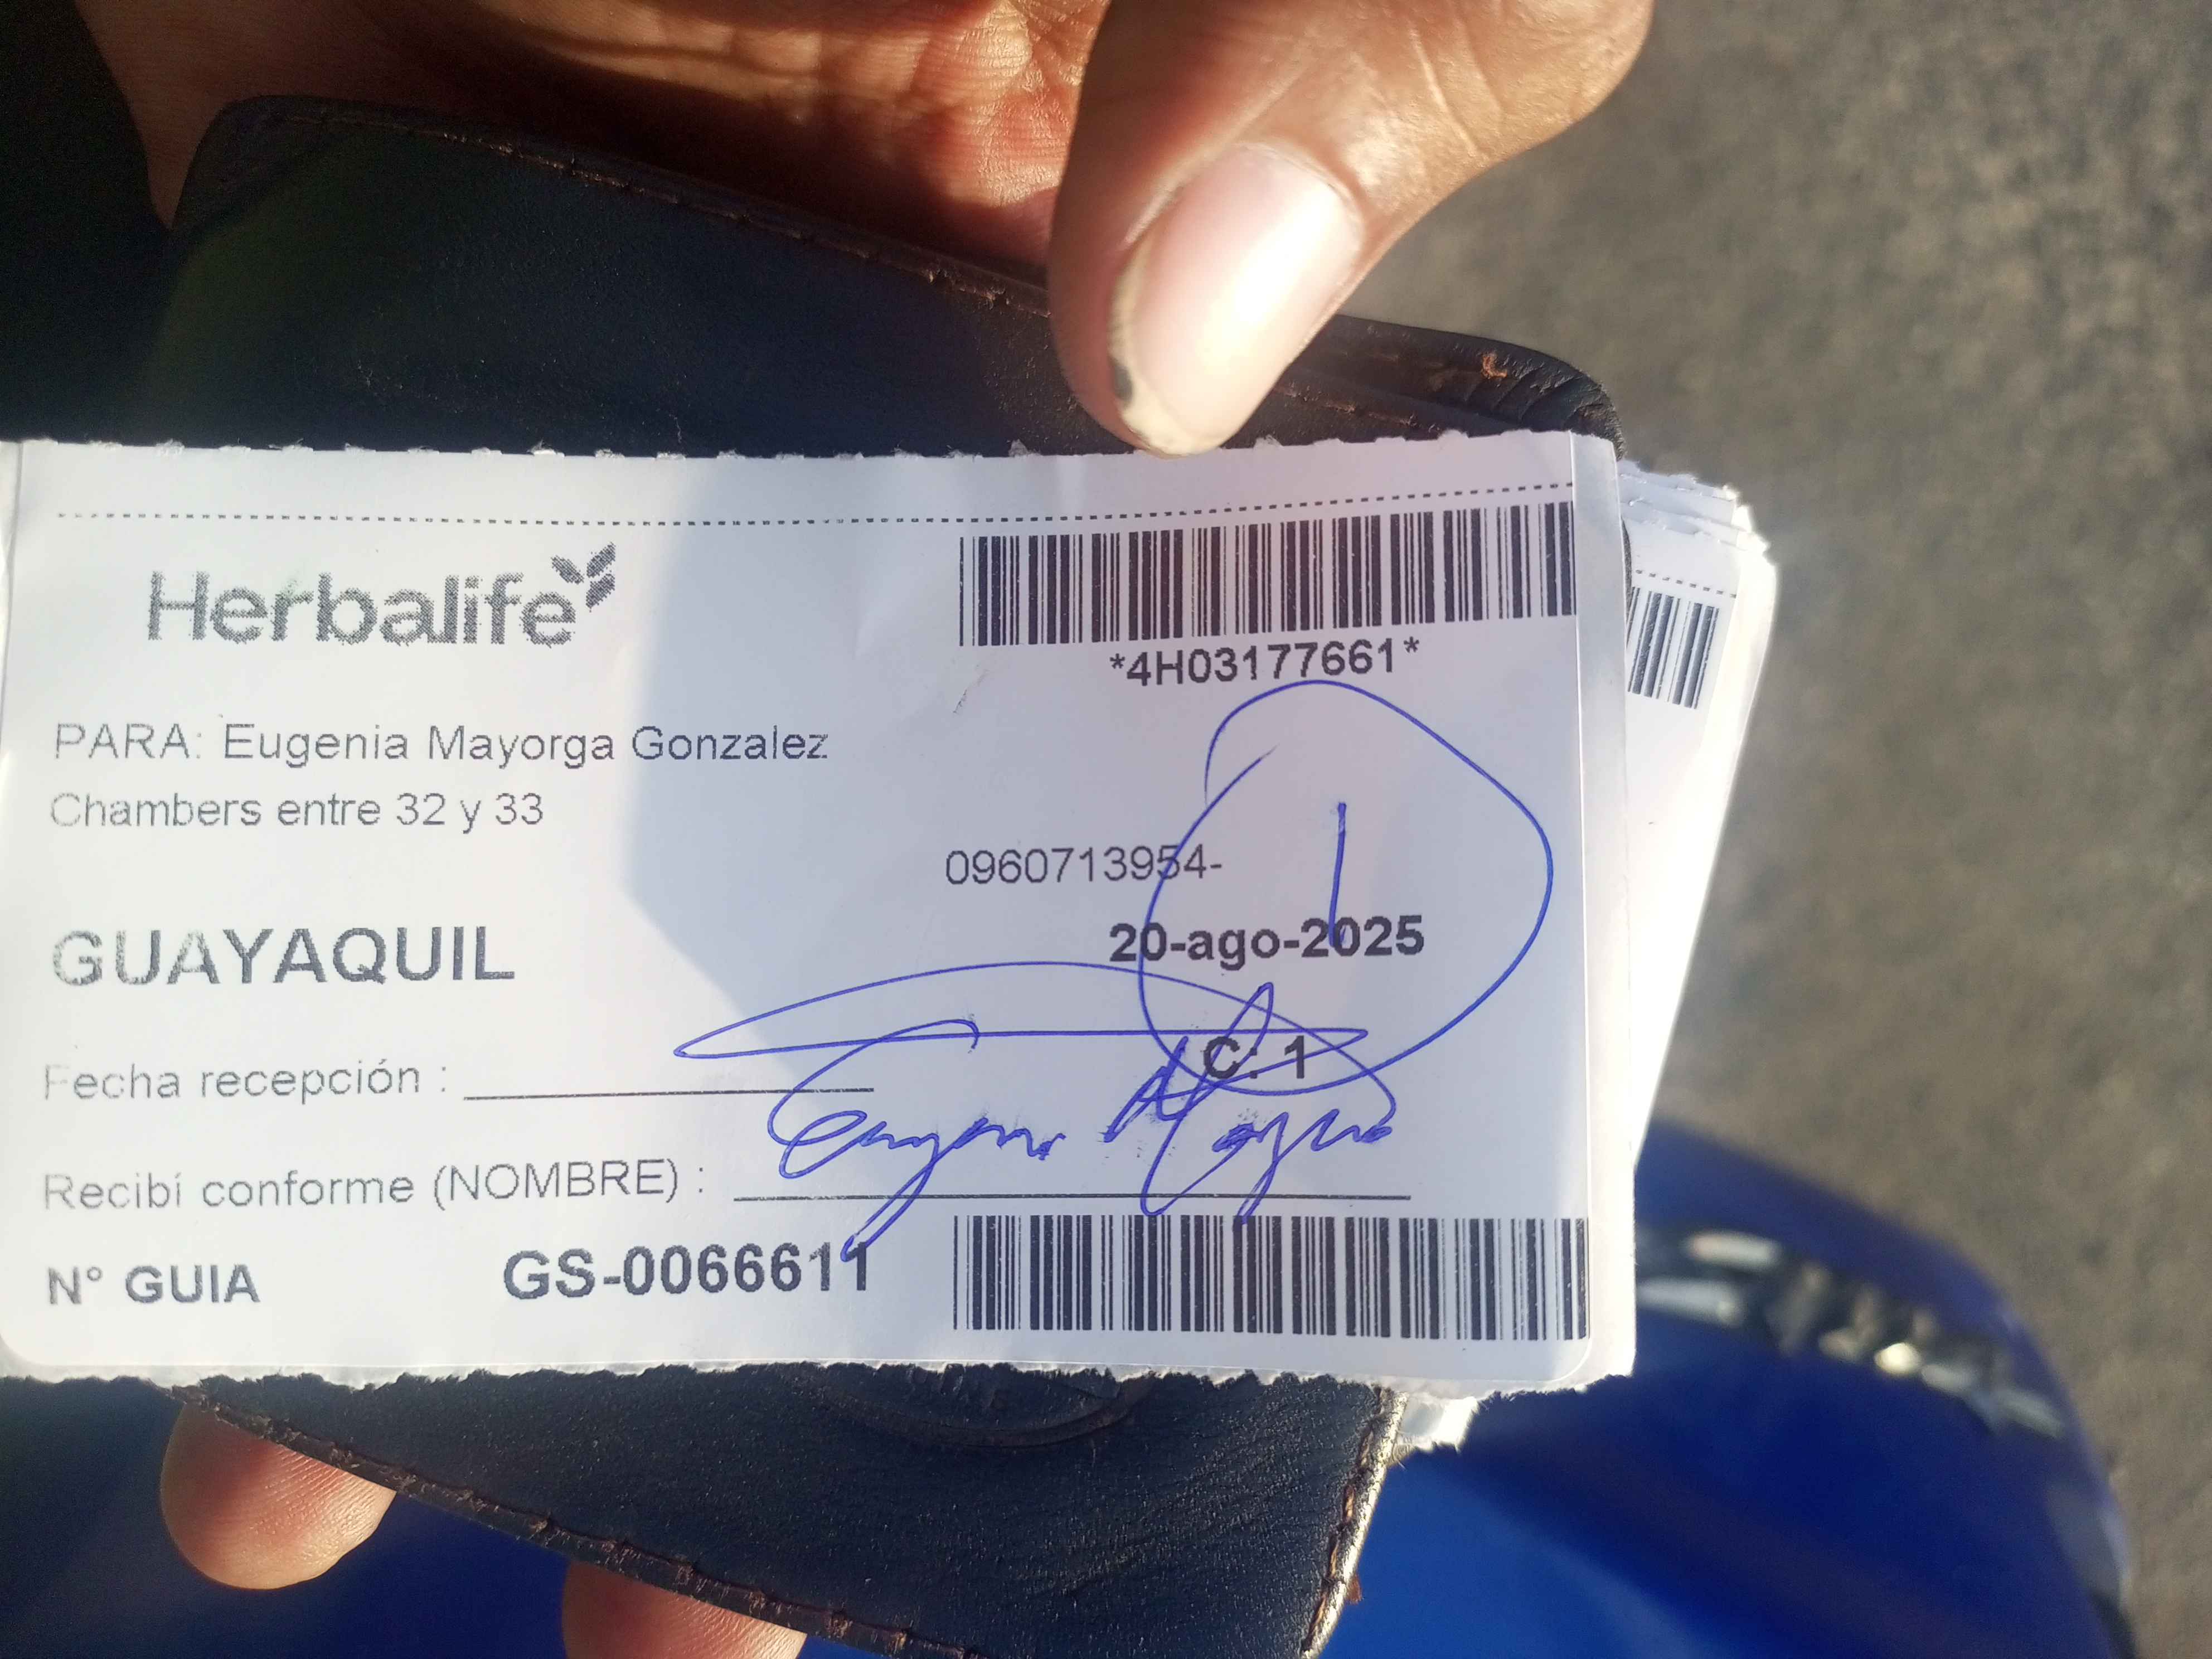 Herbalife
*4H03177661*
PARA: Eugenia Mayorga Gonzalez
Chambers entre 32 y 33
0960713954-
GUAYAQUIL
20-ago-2025
1
C: 1
Fecha recepción :
Recibí conforme (NOMBRE) :
N° GUIA GS-0066611